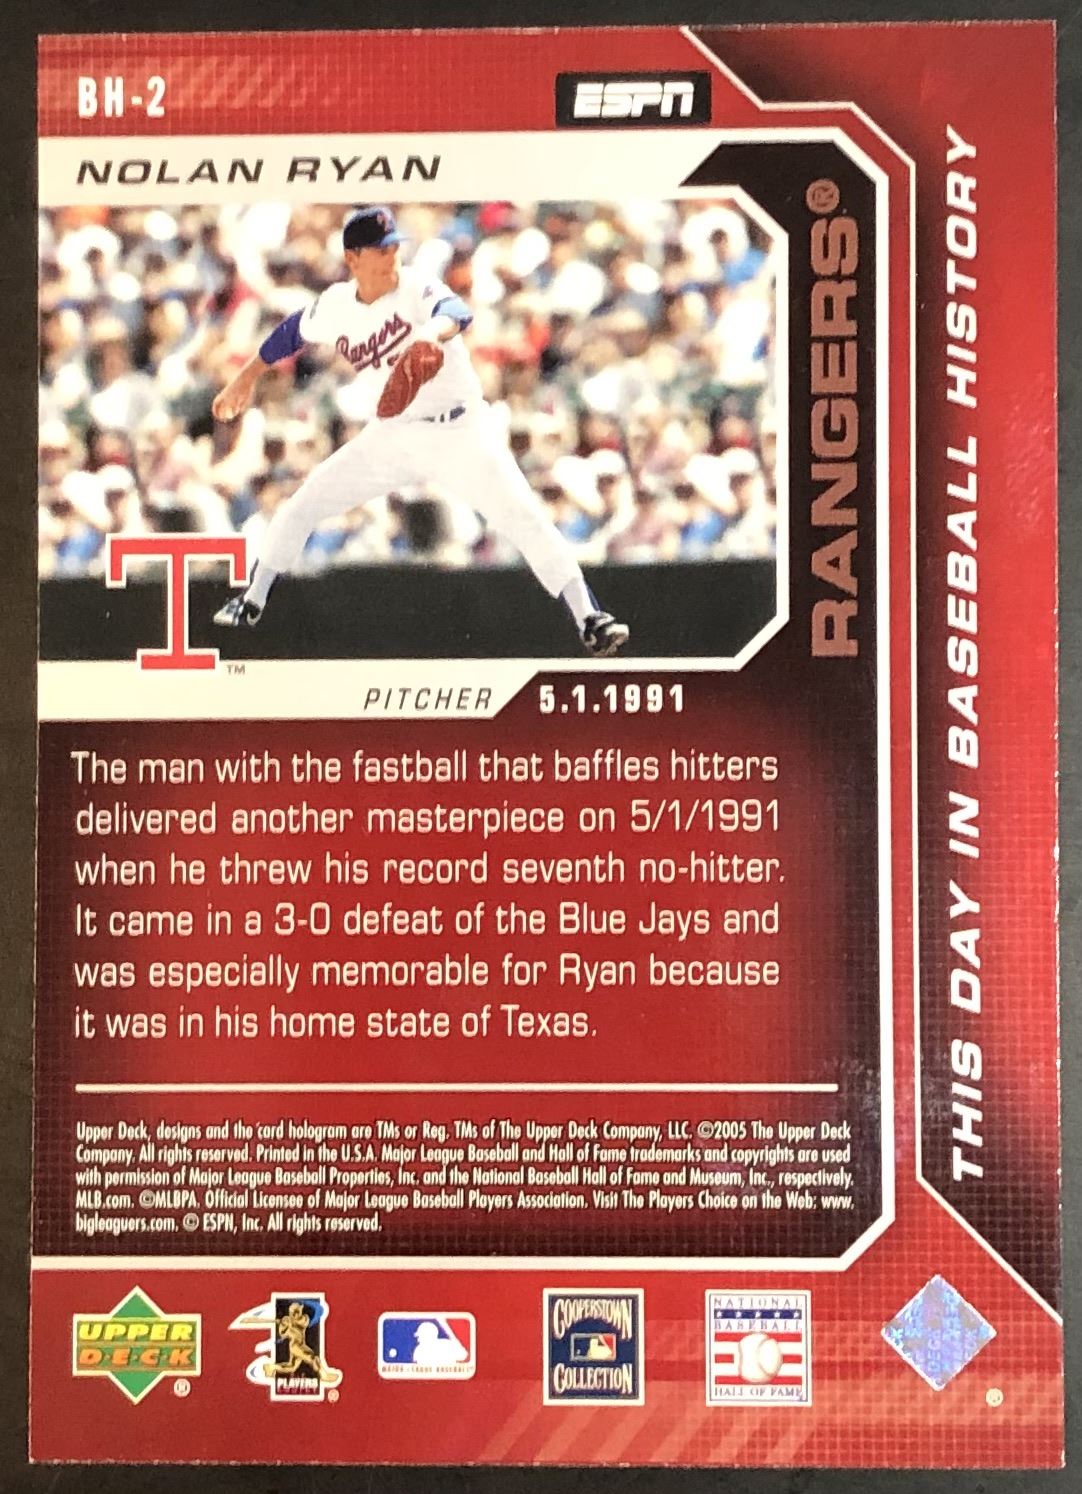 BH-2
ESPN
NOLAN RYAN
Rangers
RANGERS®
THIS DAY IN BASEBALL HISTORY
T
TM
PITCHER
5.1.1991
The man with the fastball that baffles hitters
delivered another masterpiece on 5/1/1991
when he threw his record seventh no-hitter.
It came in a 3-0 defeat of the Blue Jays and
was especially memorable for Ryan because
it was in his home state of Texas.
Upper Deck, designs and the card hologram are TMs or Reg. TMs of The Upper Deck Company, LLC. ©2005 The Upper Deck
Company. All rights reserved. Printed in the U.S.A. Major League Baseball and Hall of Fame trademarks and copyrights are used
with permission of Major League Baseball Properties, Inc. and the National Baseball Hall of Fame and Museum, Inc., respectively.
MLB.com. ©MLBPA. Official Licensee of Major League Baseball Players Association. Visit The Players Choice on the Web: www.
bigleaguers.com. © ESPN, Inc. All rights reserved.
UPPER
D·E·C·K
®
PLAYERS
®
MAJOR LEAGUE BASEBALL
COOPERSTOWN
COLLECTION
NATIONAL
BASEBALL
HALL OF FAME
®